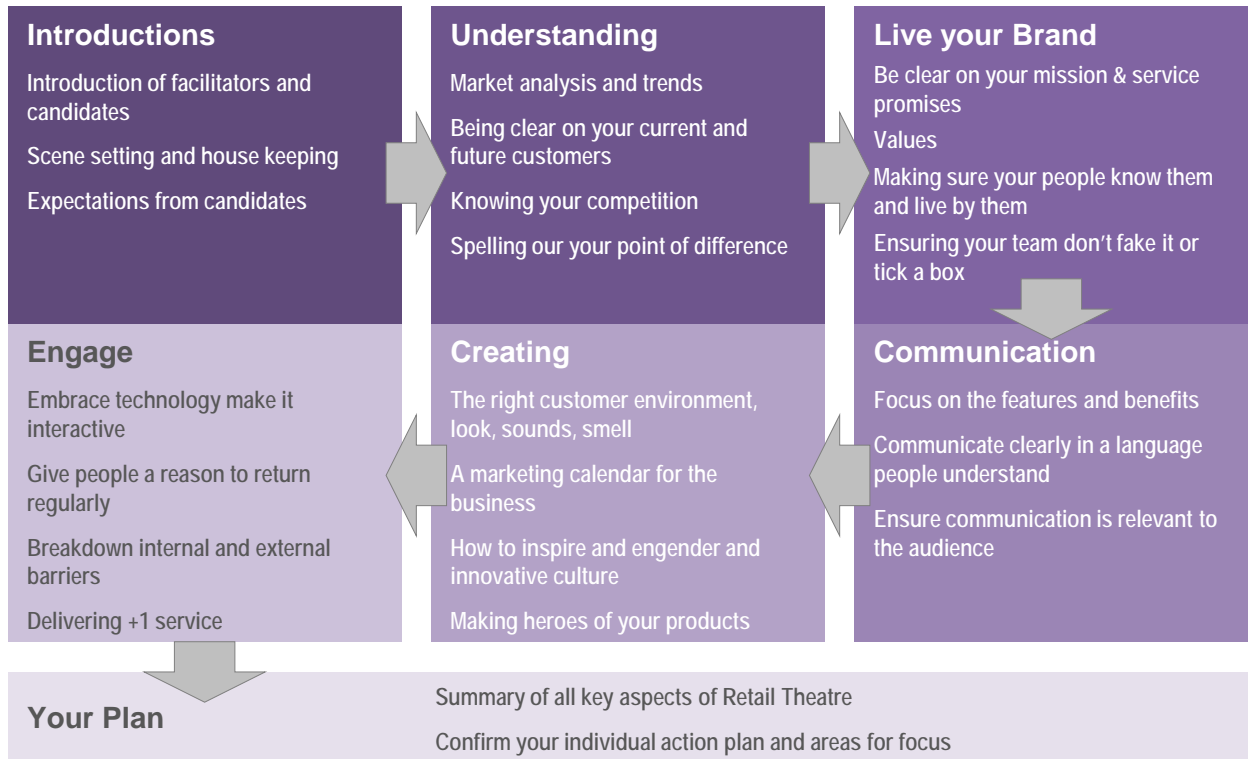 Introductions
Introduction of facilitators and
candidates
Scene setting and house keeping
Expectations from candidates
Understanding
Market analysis and trends
Being clear on your current and
future customers
Knowing your competition
Spelling our your point of difference
Live your Brand
Be clear on your mission & service
promises
Values
Making sure your people know them
and live by them
Ensuring your team don't fake it or
tick a box
Communication
Focus on the features and benefits
Communicate clearly in a language
people understand
Ensure communication is relevant to
the audience
Creating
The right customer environment,
look, sounds, smell
A marketing calendar for the
business
How to inspire and engender and
innovative culture
Making heroes of your products
Engage
Embrace technology make it
interactive
Give people a reason to return
regularly
Breakdown internal and external
barriers
Delivering +1 service
Your Plan
Summary of all key aspects of Retail Theatre
Confirm your individual action plan and areas for focus